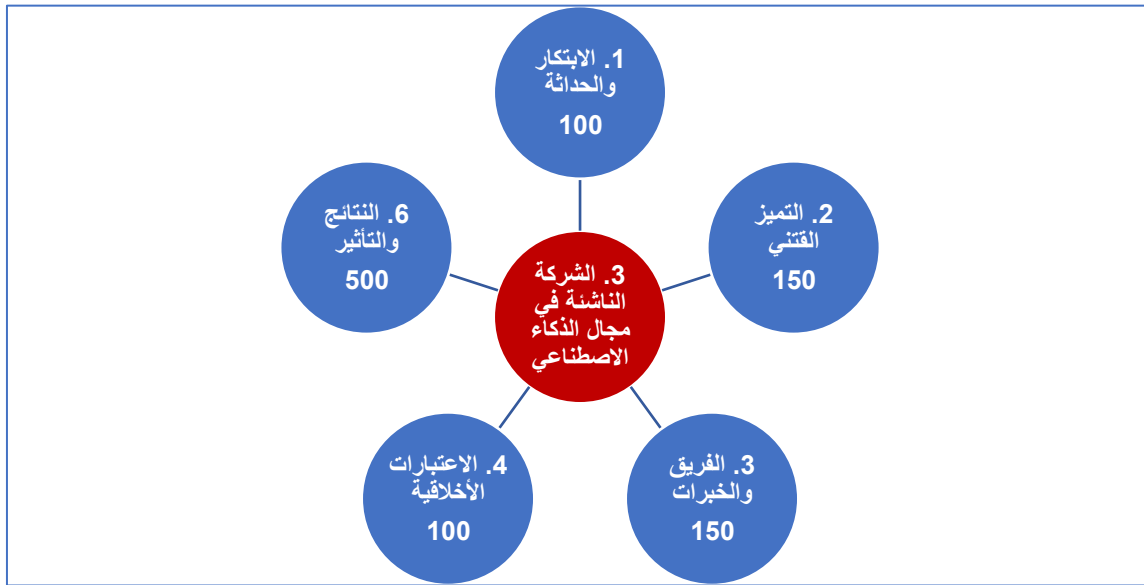 1. الابتكار
والحداثة
100
2. التميز
القتني
150
3. الفريق
والخبرات
150
4. الاعتبارات
الأخلاقية
100
6. النتائج
والتأثير
500
3. الشركة
الناشئة في
مجال الذكاء
الاصطناعي